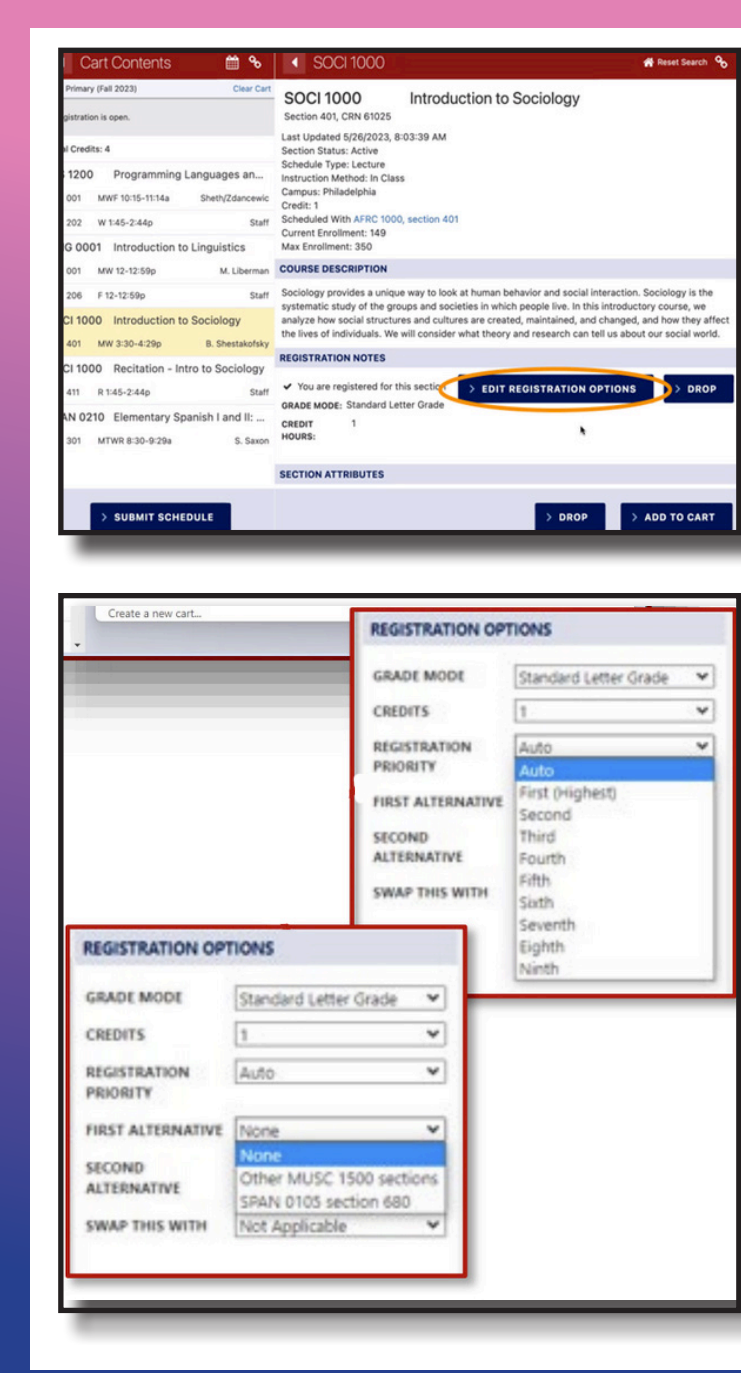 Cart Contents
Primary (Fall 2023) Clear Cart
gistration is open.
al Credits: 4
1200 Programming Languages an...
001 MWF 10:15-11:14a Sheth/Zdancewic
202 W 1:45-2:44p Staff
G 0001 Introduction to Linguistics
001 MW 12-12:59p M. Liberman
206 F 12-12:59p Staff
CI 1000 Introduction to Sociology
401 MW 3:30-4:29p B. Shestakofsky
CI 1000 Recitation - Intro to Sociology
411 R 1:45-2:44p Staff
AN 0210 Elementary Spanish I and II: ...
301 MTWR 8:30-9:29a S. Saxon
SUBMIT SCHEDULE
SOCI 1000 Reset Search
SOCI 1000 Introduction to Sociology
Section 401, CRN 61025
Last Updated 5/26/2023, 8:03:39 AM
Section Status: Active
Schedule Type: Lecture
Instruction Method: In Class
Campus: Philadelphia
Credit: 1
Scheduled With AFRC 1000, section 401
Current Enrollment: 149
Max Enrollment: 350
COURSE DESCRIPTION
Sociology provides a unique way to look at human behavior and social interaction. Sociology is the
systematic study of the groups and societies in which people live. In this introductory course, we
analyze how social structures and cultures are created, maintained, and changed, and how they affect
the lives of individuals. We will consider what theory and research can tell us about our social world.
REGISTRATION NOTES
You are registered for this section EDIT REGISTRATION OPTIONS DROP
GRADE MODE: Standard Letter Grade
CREDIT 1
HOURS:
SECTION ATTRIBUTES
DROP ADD TO CART
Create a new cart...
REGISTRATION OPTIONS
GRADE MODE Standard Letter Grade
CREDITS 1
REGISTRATION Auto
PRIORITY
Auto
First (Highest)
Second
Third
Fourth
Fifth
Sixth
Seventh
Eighth
Ninth
FIRST ALTERNATIVE
SECOND
ALTERNATIVE
SWAP THIS WITH
REGISTRATION OPTIONS
GRADE MODE Standard Letter Grade
CREDITS 1
REGISTRATION Auto
PRIORITY
FIRST ALTERNATIVE None
None
Other MUSC 1500 sections
SPAN 0105 section 680
SECOND
ALTERNATIVE
SWAP THIS WITH Not Applicable